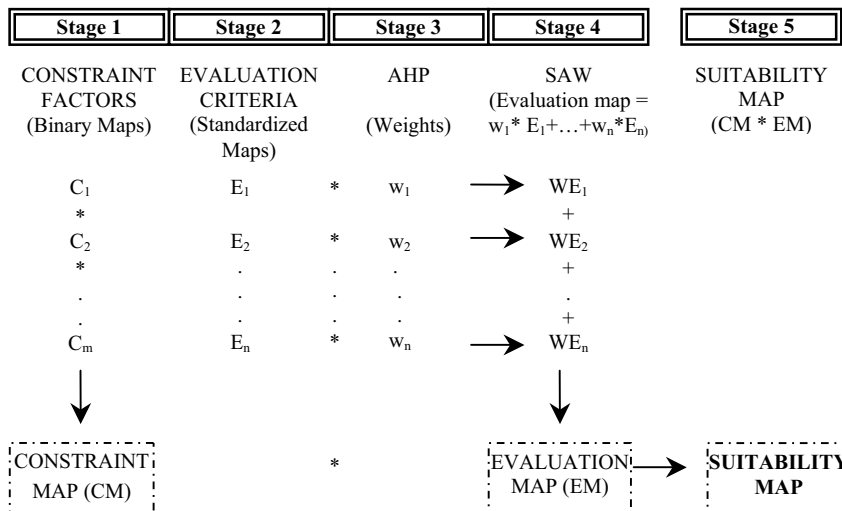 Stage 1 Stage 2 Stage 3 Stage 4 Stage 5
CONSTRAINT EVALUATION AHP SAW SUITABILITY
FACTORS CRITERIA (Evaluation map = MAP
(Binary Maps) (Standardized (Weights) w1* E1+…+wn*En) (CM * EM)
Maps)
C1 E1 * w1 WE1
* +
C2 E2 * w2 WE2
* . . . +
. . . . .
. . . . +
Cm En * wn WEn
CONSTRAINT * EVALUATION SUITABILITY
MAP (CM) MAP (EM) MAP